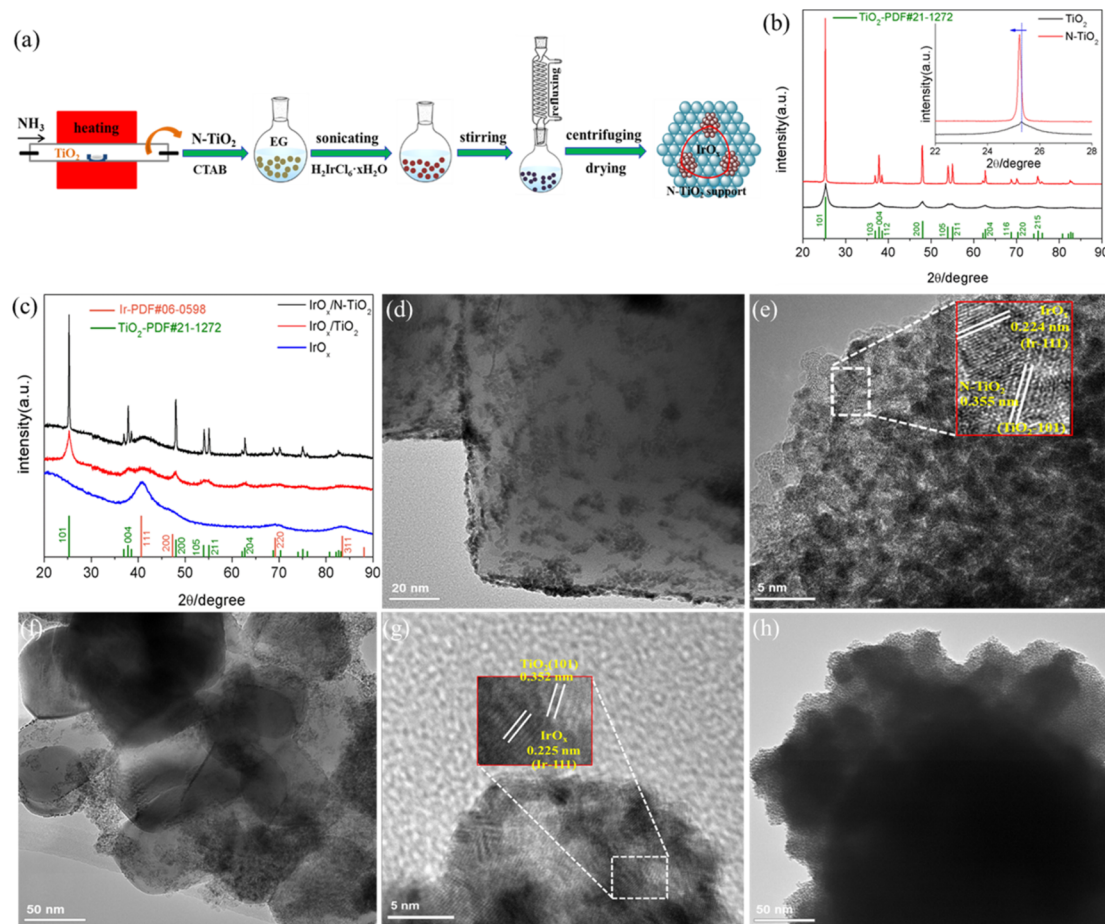 (a)
NH₃
heating
TiO₂
N-TiO₂
CTAB
EG
sonicating
H₂IrCl₆·xH₂O
stirring
refluxing
centrifuging
drying
IrOₓ
N-TiO₂ support
(b)
TiO₂-PDF#21-1272
TiO₂
N-TiO₂
intensity(a.u.)
22 24 26 28
2θ/degree
intensity(a.u.)
101
103
004
112
200
105
211
204
116
220
215
20 30 40 50 60 70 80 90
2θ/degree
(c)
Ir-PDF#06-0598
TiO₂-PDF#21-1272
IrOₓ/N-TiO₂
IrOₓ/TiO₂
IrOₓ
intensity(a.u.)
101
004
111
200
200
105
211
204
220
311
20 30 40 50 60 70 80 90
2θ/degree
(d)
20 nm
(e)
IrOₓ
0.224 nm
(Ir-111)
N-TiO₂
0.355 nm
(TiO₂-101)
5 nm
(f)
50 nm
(g)
TiO₂(101)
0.352 nm
IrOₓ
0.225 nm
(Ir-111)
5 nm
(h)
50 nm